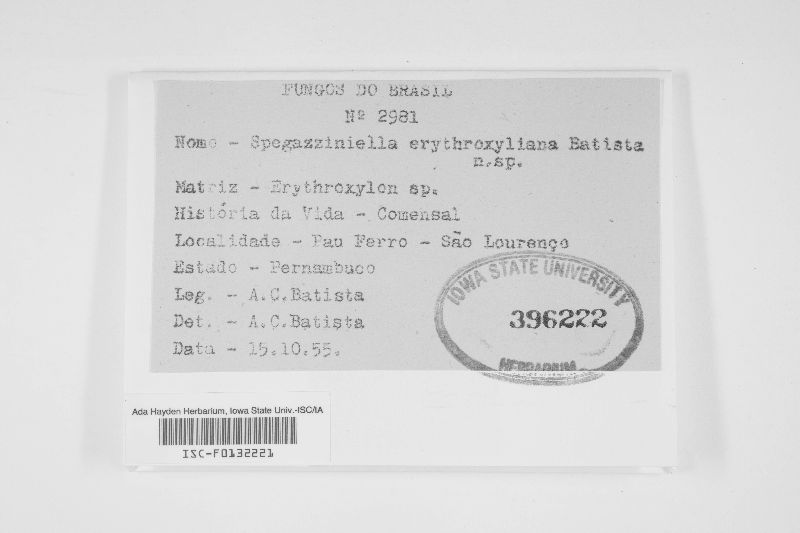 FUNGOS DO BRASIL
Nº 2981
Nome - Spegazziniella erythroxyliana Batista
n.sp.
Matriz - Erythroxylon sp.
História da Vida - Comensal
Localidade - Pau Ferro - São Lourenço
Estado - Pernambuco
Leg. - A.C.Batista
Det. - A.C.Batista
Data - 15.10.55.
IOWA STATE UNIVERSITY
396222
HERBARIUM
Ada Hayden Herbarium, Iowa State Univ.-ISC/IA
ISC-F0132221